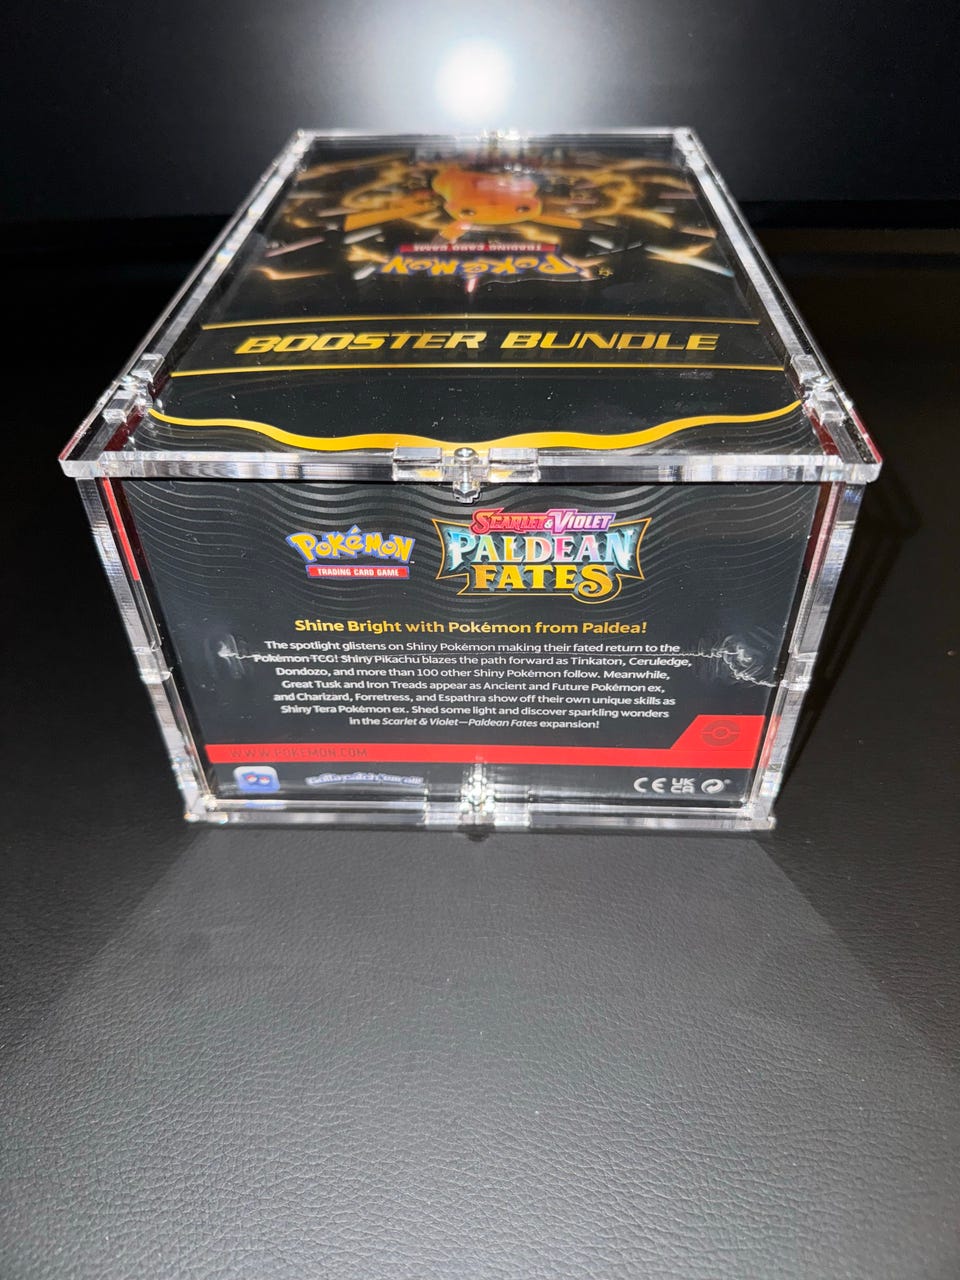 POKéMON
TRADING CARD GAME
BOOSTER BUNDLE
POKéMON
TRADING CARD GAME
SCARLET & VIOLET
PALDEAN
FATES
Shine Bright with Pokémon from Paldea!
The spotlight glistens on Shiny Pokémon making their fated return to the
Pokémon TCG! Shiny Pikachu blazes the path forward as Tinkaton, Ceruledge,
Dondozo, and more than 100 other Shiny Pokémon follow. Meanwhile,
Great Tusk and Iron Treads appear as Ancient and Future Pokémon ex,
and Charizard, Forretress, and Espathra show off their own unique skills as
Shiny Tera Pokémon ex. Shed some light and discover sparkling wonders
in the Scarlet & Violet—Paldean Fates expansion!
WWW.POKEMON.COM
Gotta catch 'em all!
CE UK CA